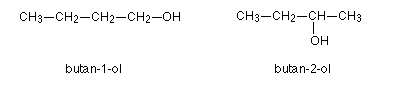 CH₃—CH₂—CH₂—CH₂—OH
CH₃—CH₂—CH—CH₃
OH
butan-1-ol
butan-2-ol